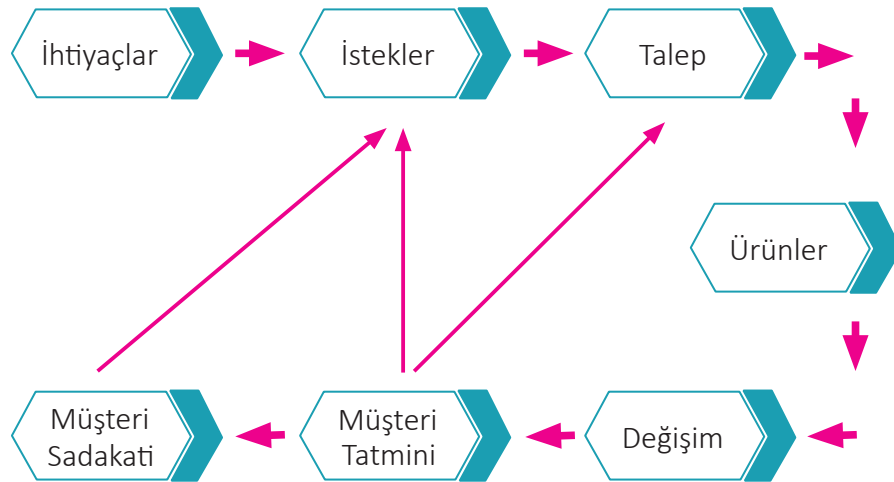 İhtiyaçlar
İstekler
Talep
Ürünler
Değişim
Müşteri
Tatmini
Müşteri
Sadakati